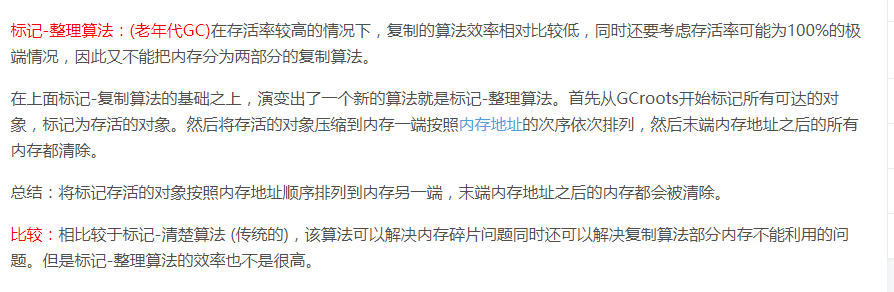 标记-整理算法：(老年代GC)在存活率较高的情况下，复制的算法效率相对比较低，同时还要考虑存活率可能为100%的极
端情况，因此又不能把内存分为两部分的复制算法。
在上面标记-复制算法的基础之上，演变出了一个新的算法就是标记-整理算法。首先从GCroots开始标记所有可达的对
象，标记为存活的对象。然后将存活的对象压缩到内存一端按照内存地址的次序依次排列，然后末端内存地址之后的所有
内存都清除。
总结：将标记存活的对象按照内存地址顺序排列到内存另一端，末端内存地址之后的内存都会被清除。
比较：相比较于标记-清楚算法 (传统的)，该算法可以解决内存碎片问题同时还可以解决复制算法部分内存不能利用的问
题。但是标记-整理算法的效率也不是很高。